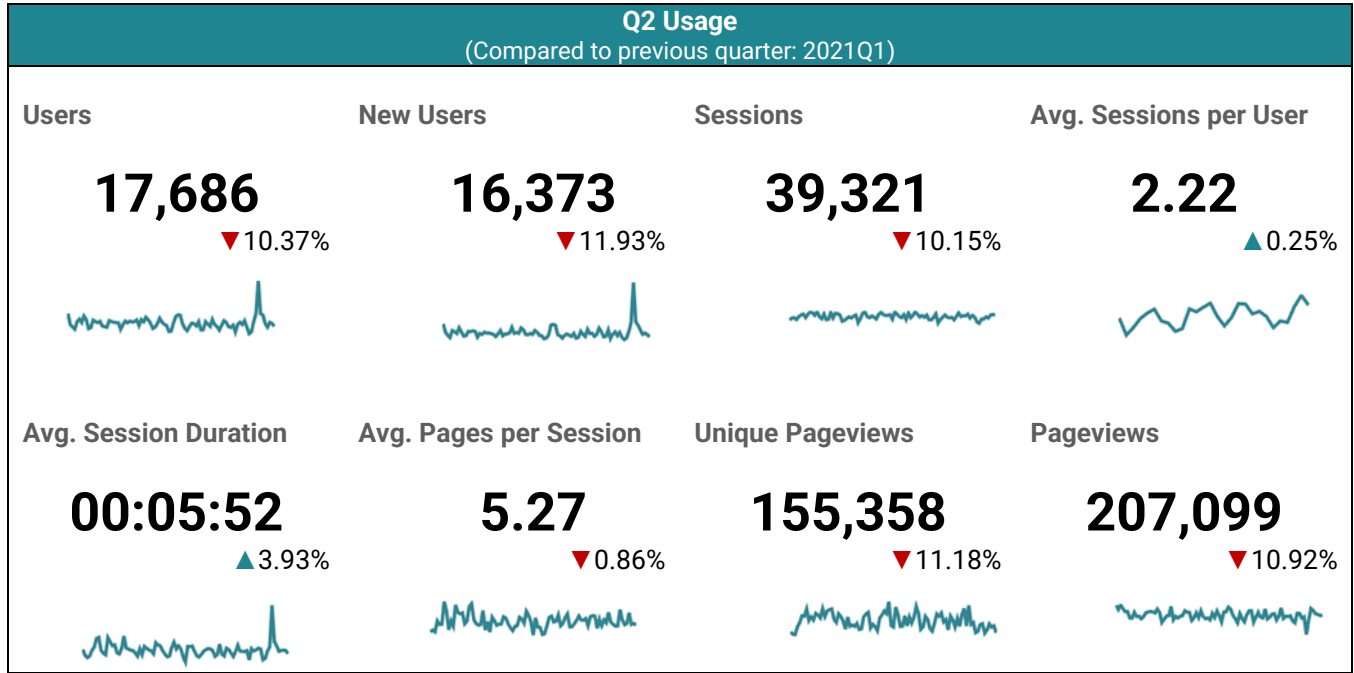 Q2 Usage
(Compared to previous quarter: 2021Q1)
Users
New Users
Sessions
Avg. Sessions per User
17,686
16,373
39,321
2.22
▼10.37%
▼11.93%
▼10.15%
▲0.25%
Avg. Session Duration
Avg. Pages per Session
Unique Pageviews
Pageviews
00:05:52
5.27
155,358
207,099
▲3.93%
▼0.86%
▼11.18%
▼10.92%